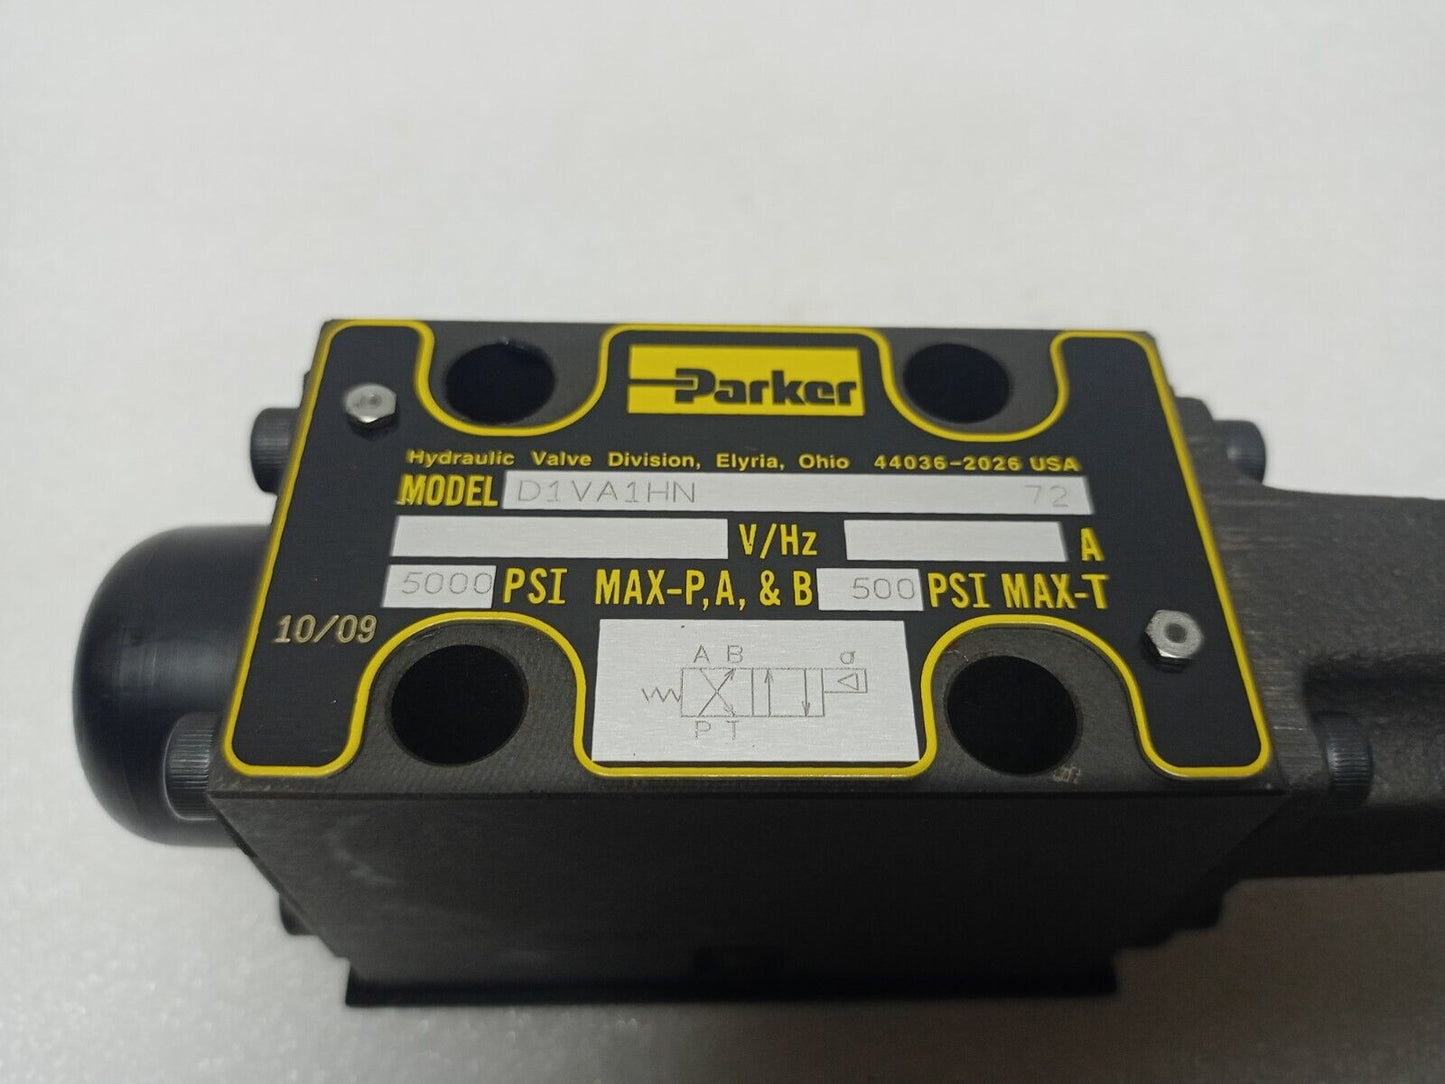 Parker
Hydraulic Valve Division, Elyria, Ohio 44036-2026 USA
MODEL D1VA1HN 72
V/Hz A
5000 PSI MAX-P, A, & B 500 PSI MAX-T
10/09
A B
P T